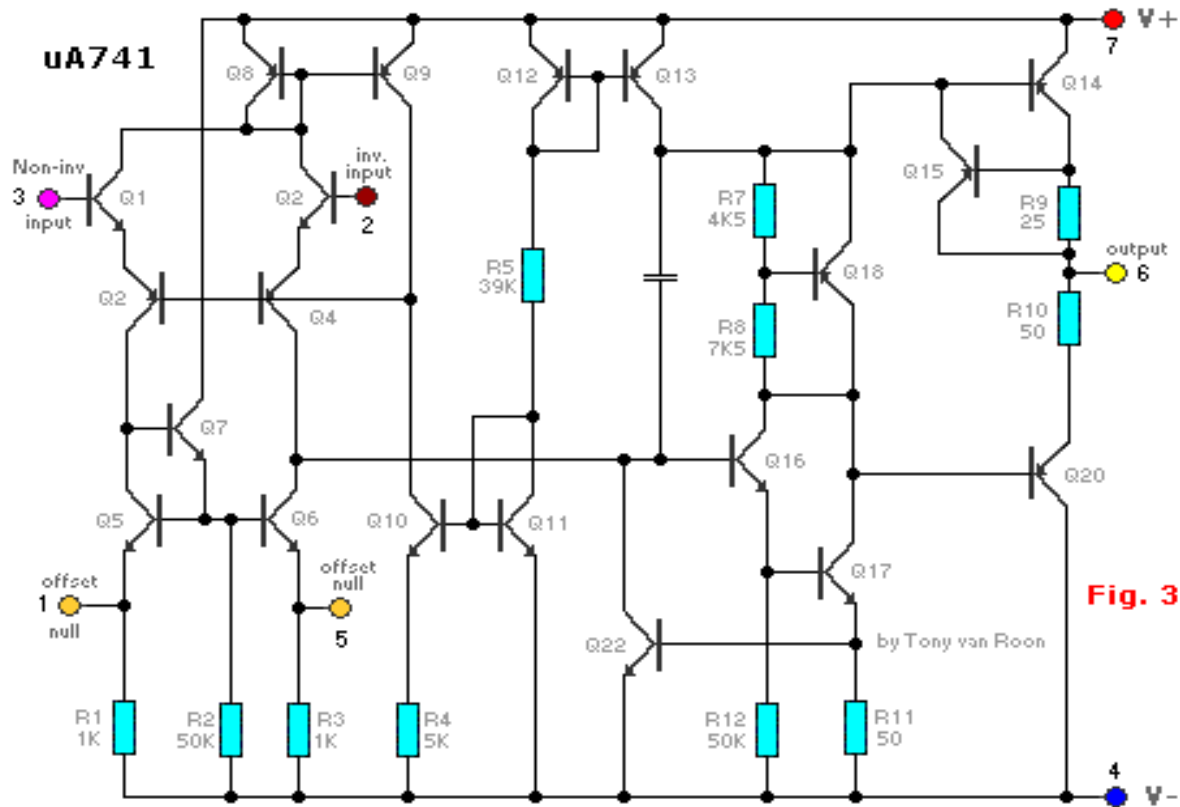 V+
7
uA741
Q8
Q9
Q12
Q13
Q14
Non-inv.
3
input
Q1
inv.
input
Q2
2
Q15
R7
4K5
R9
25
output
6
Q2
Q4
R5
39K
Q18
R8
7K5
R10
50
Q7
Q16
Q20
Q5
Q6
Q10
Q11
Q17
offset
1
null
offset
null
5
Fig. 3
Q22
by Tony van Roon
R1
1K
R2
50K
R3
1K
R4
5K
R12
50K
R11
50
4
V-